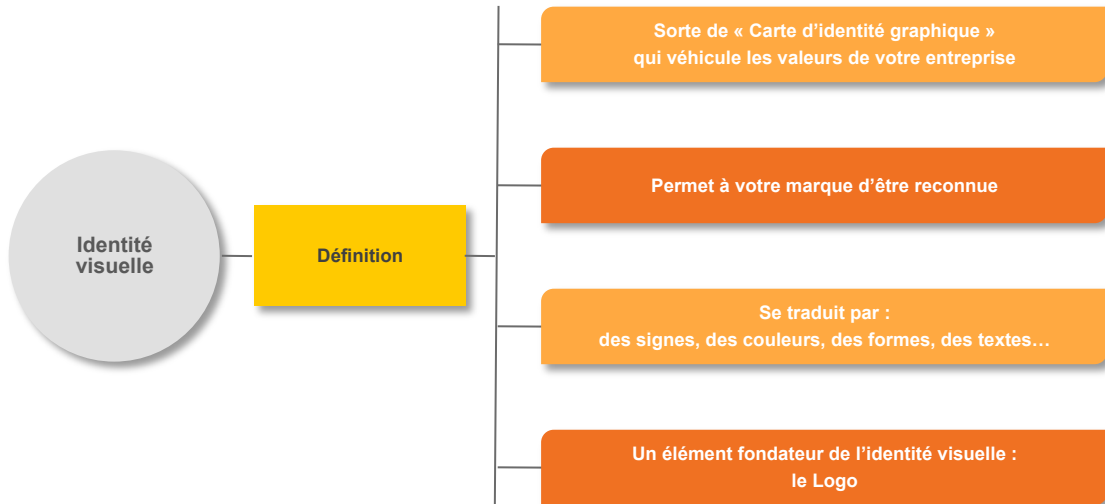 Sorte de « Carte d’identité graphique »
qui véhicule les valeurs de votre entreprise
Permet à votre marque d’être reconnue
Identité
visuelle
Définition
Se traduit par :
des signes, des couleurs, des formes, des textes…
Un élément fondateur de l’identité visuelle :
le Logo